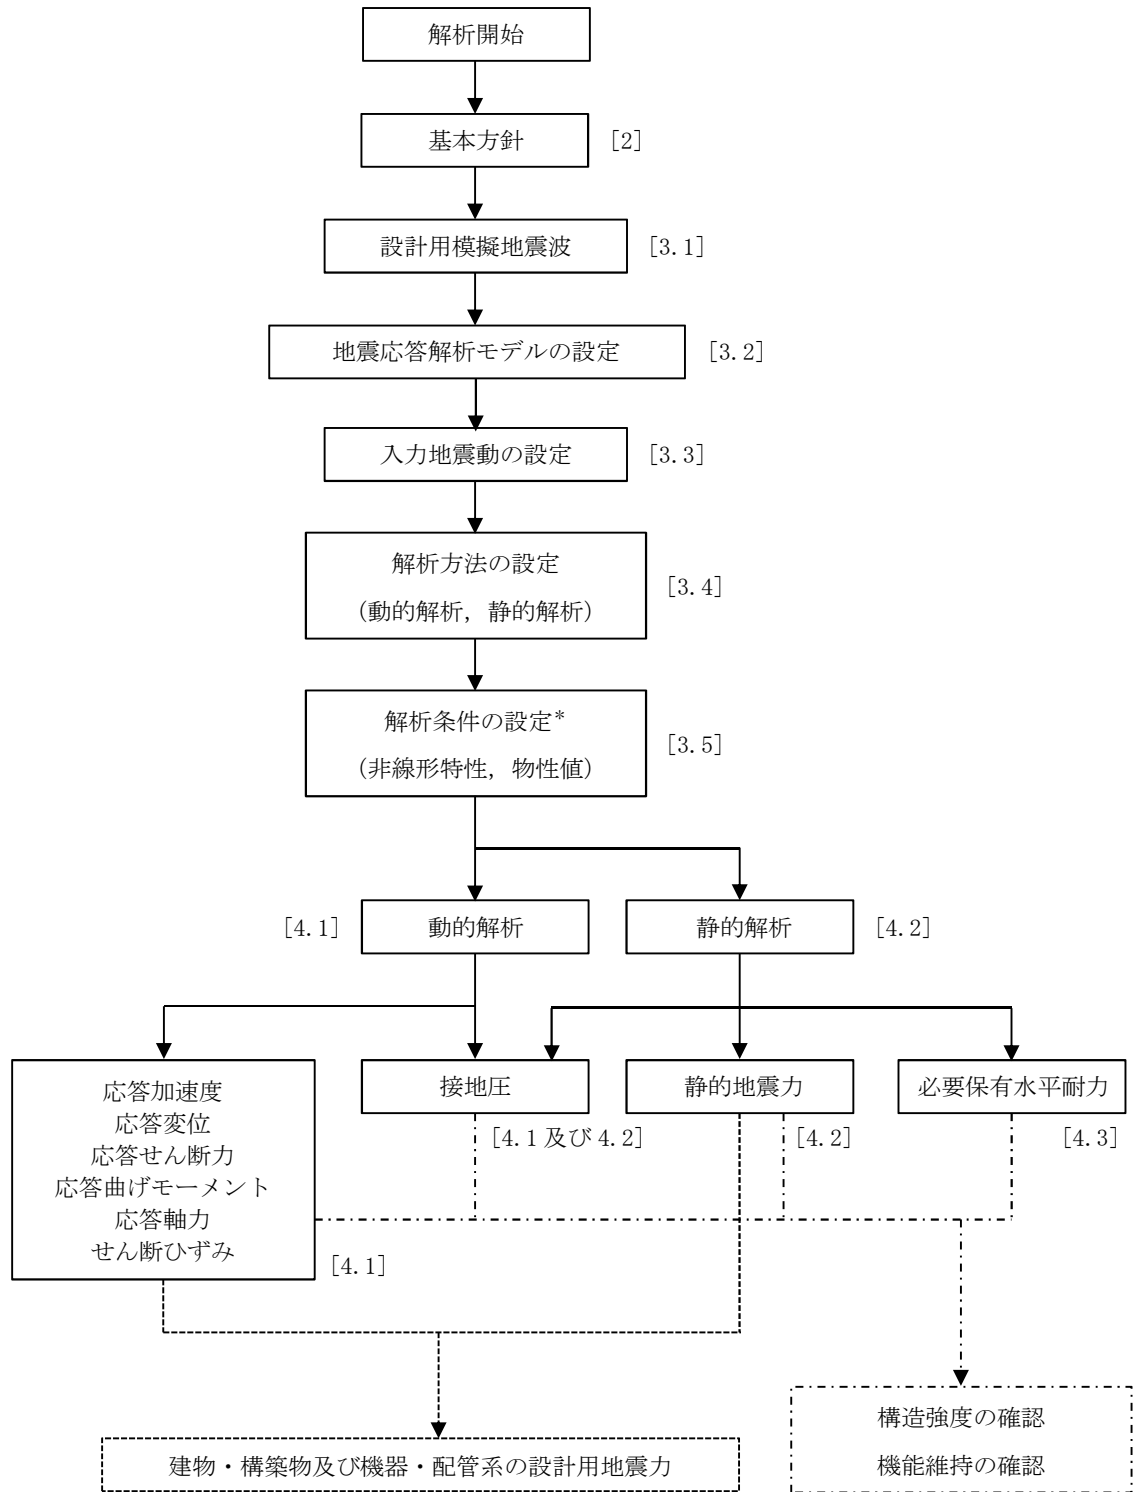 解析開始
基本方針
[2]
設計用模擬地震波
[3.1]
地震応答解析モデルの設定
[3.2]
入力地震動の設定
[3.3]
解析方法の設定
(動的解析，静的解析)
[3.4]
解析条件の設定*
(非線形特性，物性値)
[3.5]
[4.1]
動的解析
静的解析
[4.2]
応答加速度
応答変位
応答せん断力
応答曲げモーメント
応答軸力
せん断ひずみ
[4.1]
接地圧
[4.1 及び 4.2]
静的地震力
[4.2]
必要保有水平耐力
[4.3]
建物・構築物及び機器・配管系の設計用地震力
構造強度の確認
機能維持の確認